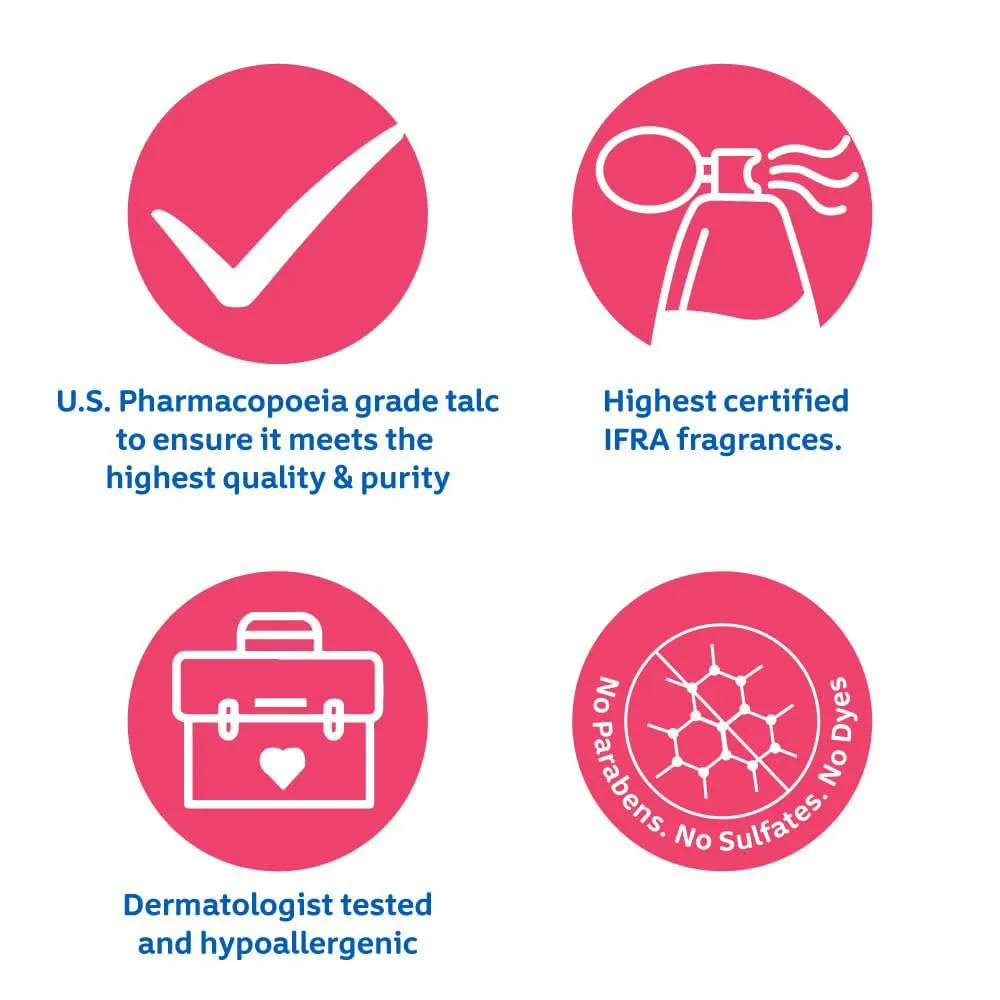 U.S. Pharmacopoeia grade talc
to ensure it meets the
highest quality & purity
Highest certified
IFRA fragrances.
Dermatologist tested
and hypoallergenic
No Parabens. No Sulfates. No Dyes